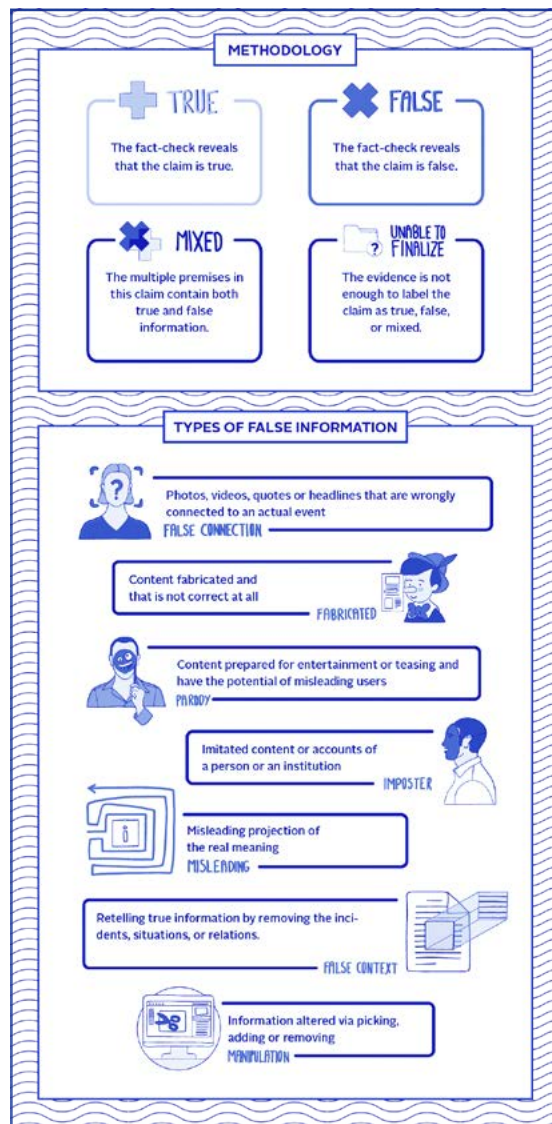 METHODOLOGY
TRUE
The fact-check reveals
that the claim is true.
FALSE
The fact-check reveals
that the claim is false.
MIXED
The multiple premises in
this claim contain both
true and false
information.
UNABLE TO
FINALIZE
?
The evidence is not
enough to label the
claim as true, false,
or mixed.
TYPES OF FALSE INFORMATION
?
Photos, videos, quotes or headlines that are wrongly
connected to an actual event
FALSE CONNECTION
Content fabricated and
that is not correct at all
FABRICATED
Content prepared for entertainment or teasing and
have the potential of misleading users
PARODY
Imitated content or accounts of
a person or an institution
IMPOSTER
i
Misleading projection of
the real meaning
MISLEADING
Retelling true information by removing the inci-
dents, situations, or relations.
FALSE CONTEXT
Information altered via picking,
adding or removing
MANIPULATION